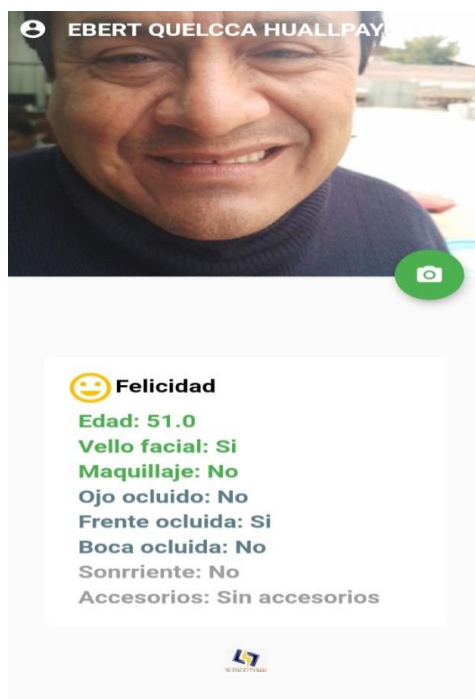 EBERT QUELCCA HUALLPAY
Felicidad
Edad: 51.0
Vello facial: Si
Maquillaje: No
Ojo ocluido: No
Frente ocluida: Si
Boca ocluida: No
Sonrriente: No
Accesorios: Sin accesorios